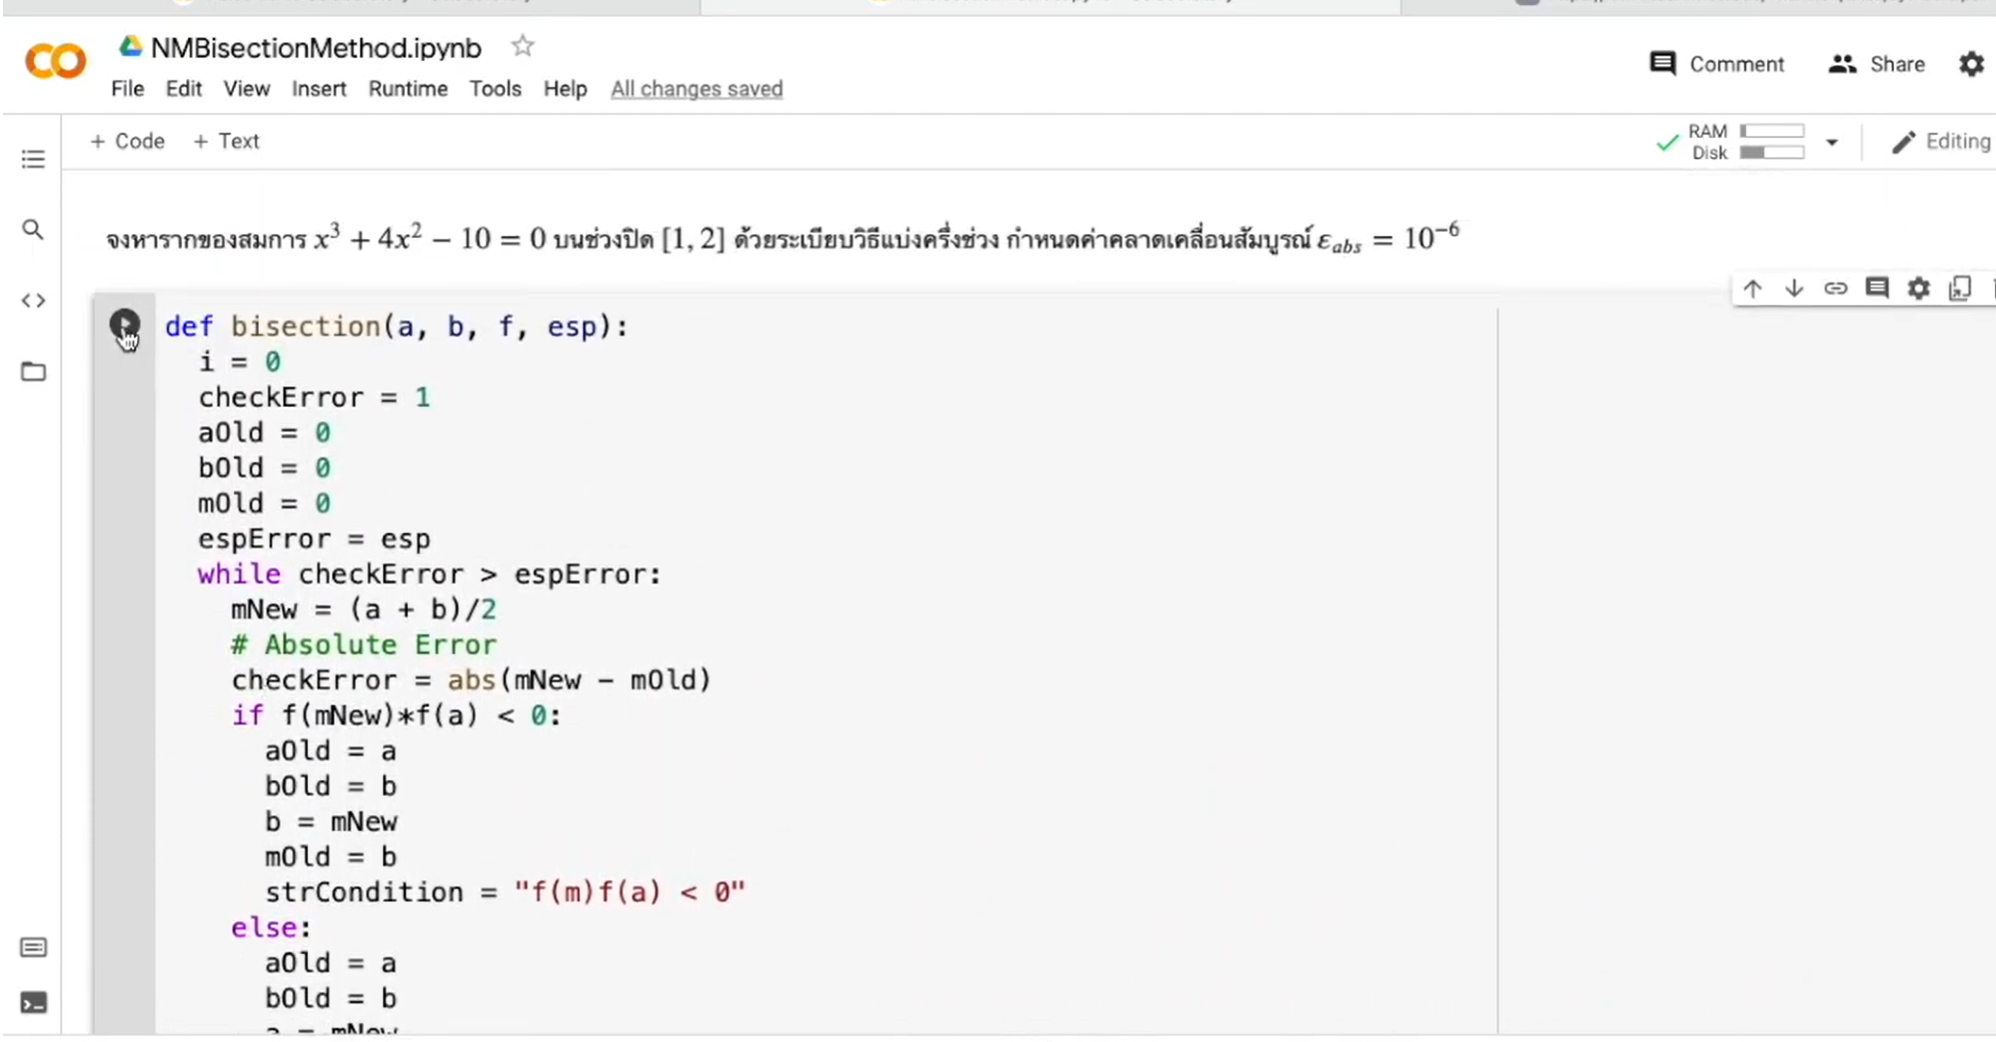 NMBisectionMethod.ipynb
Comment
Share
File Edit View Insert Runtime Tools Help All changes saved
+ Code + Text
RAM
Disk
Editing
จงหารากของสมการ x³ + 4x² − 10 = 0 บนช่วงปิด [1, 2] ด้วยระเบียบวิธีแบ่งครึ่งช่วง กำหนดค่าคลาดเคลื่อนสัมบูรณ์ ε_abs = 10⁻⁶
def bisection(a, b, f, esp):
i = 0
checkError = 1
aOld = 0
bOld = 0
mOld = 0
espError = esp
while checkError > espError:
mNew = (a + b)/2
# Absolute Error
checkError = abs(mNew - mOld)
if f(mNew)*f(a) < 0:
aOld = a
bOld = b
b = mNew
mOld = b
strCondition = "f(m)f(a) < 0"
else:
aOld = a
bOld = b
a = mNew